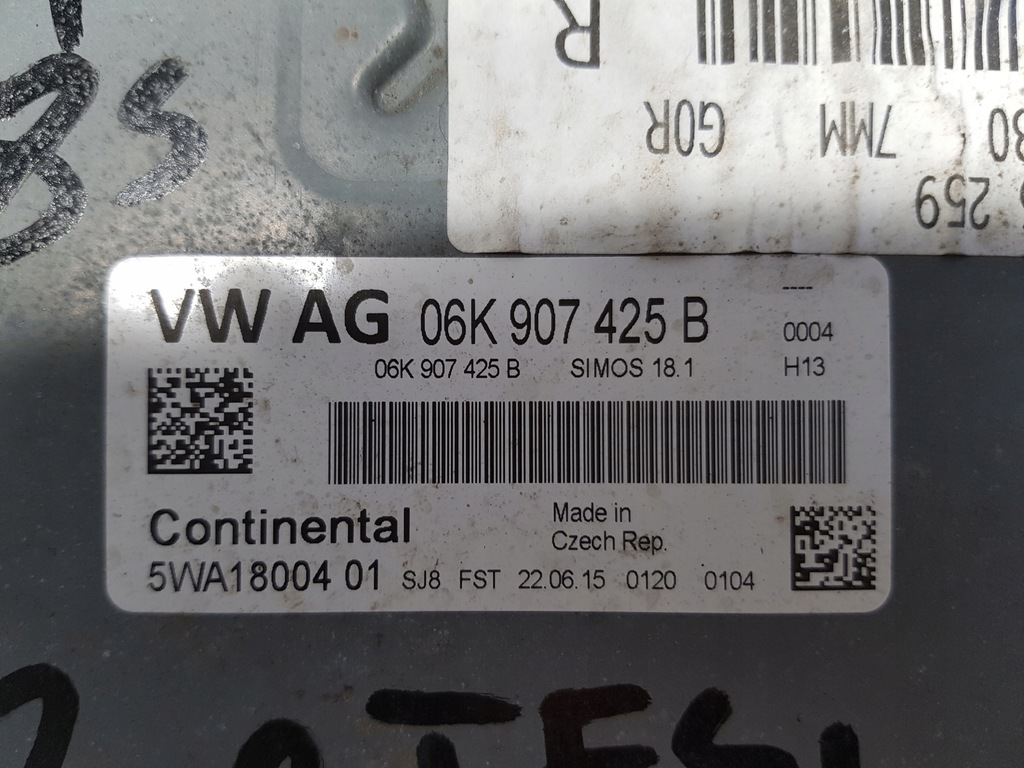 R
G0R 7MM
259
VW AG 06K 907 425 B ----
0004
06K 907 425 B SIMOS 18.1 H13
Continental Made in
Czech Rep.
5WA18004 01 SJ8 FST 22.06.15 0120 0104